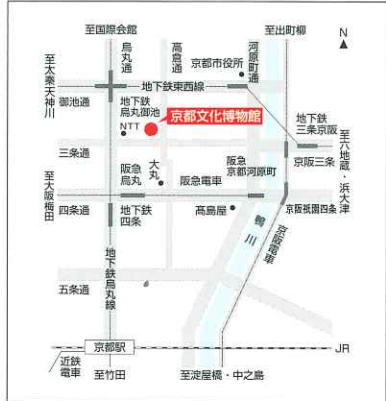 至国際会館
烏丸通
高倉通
京都市役所
河原町通
至出町柳
N
至太秦天神川
御池通
地下鉄東西線
地下鉄
烏丸御池
NTT
京都文化博物館
地下鉄
三条京阪
三条通
京阪三条
至六地蔵・浜大津
至大阪梅田
阪急
烏丸
大丸
阪急電車
阪急
京都河原町
四条通
地下鉄
四条
髙島屋
鴨川
京阪祇園四条
京阪電車
地下鉄烏丸線
五条通
京都駅
JR
近鉄
電車
至竹田
至淀屋橋・中之島